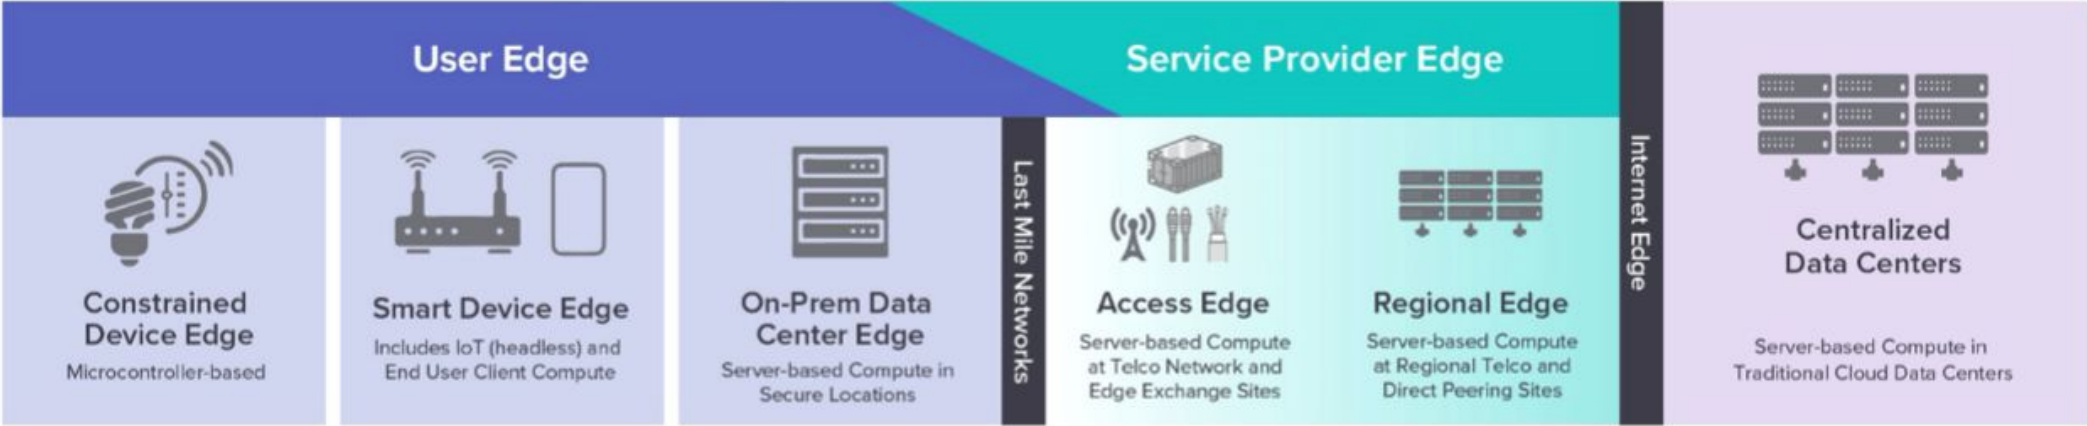 User Edge
Service Provider Edge
Constrained
Device Edge
Microcontroller-based
Smart Device Edge
Includes IoT (headless) and
End User Client Compute
On-Prem Data
Center Edge
Server-based Compute in
Secure Locations
Last Mile Networks
Access Edge
Server-based Compute
at Telco Network and
Edge Exchange Sites
Regional Edge
Server-based Compute
at Regional Telco and
Direct Peering Sites
Internet Edge
Centralized
Data Centers
Server-based Compute in
Traditional Cloud Data Centers